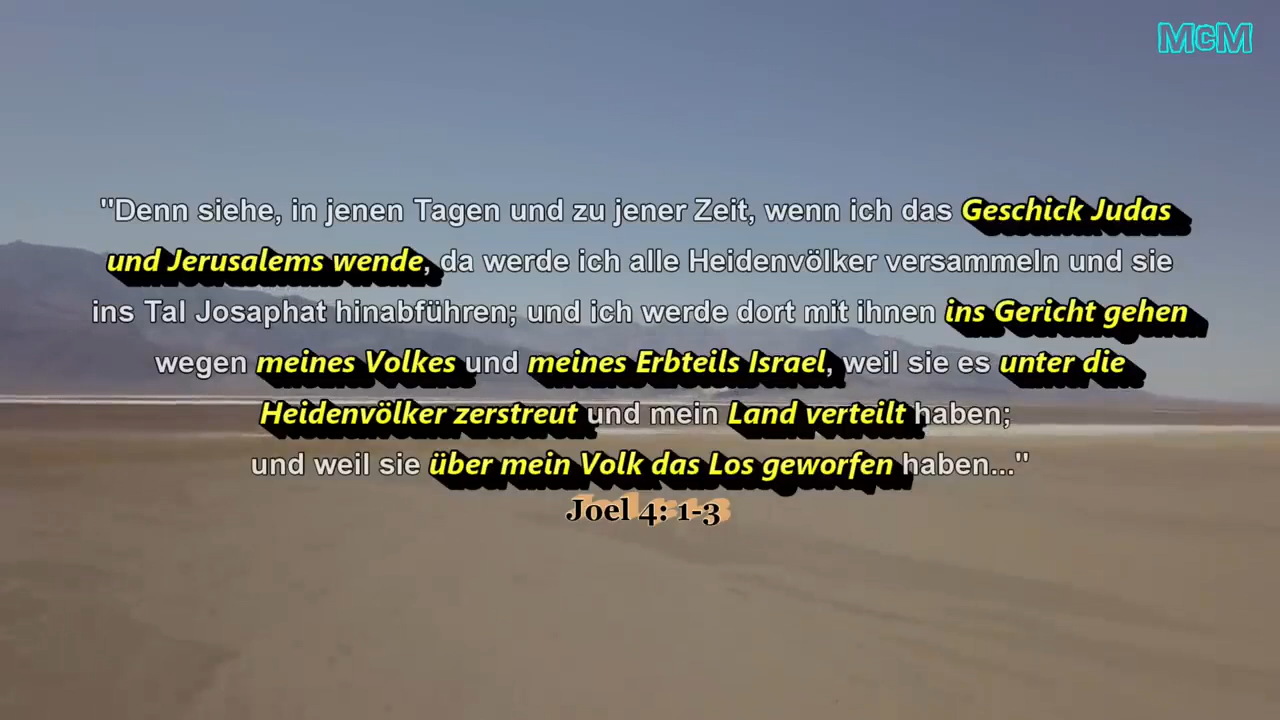 McM
"Denn siehe, in jenen Tagen und zu jener Zeit, wenn ich das Geschick Judas
und Jerusalems wende, da werde ich alle Heidenvölker versammeln und sie
ins Tal Josaphat hinabführen; und ich werde dort mit ihnen ins Gericht gehen
wegen meines Volkes und meines Erbteils Israel, weil sie es unter die
Heidenvölker zerstreut und mein Land verteilt haben;
und weil sie über mein Volk das Los geworfen haben..."
Joel 4: 1-3